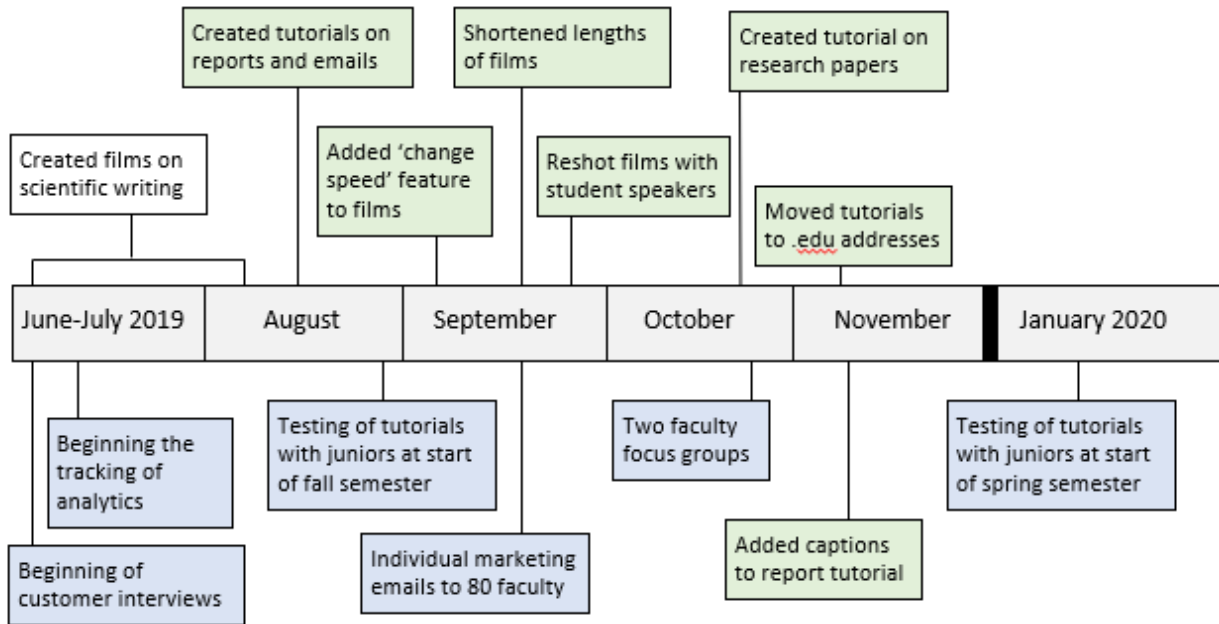 Created tutorials on
reports and emails
Shortened lengths
of films
Created tutorial on
research papers
Created films on
scientific writing
Added ‘change
speed’ feature
to films
Reshot films with
student speakers
Moved tutorials
to .edu addresses
June-July 2019
August
September
October
November
January 2020
Beginning the
tracking of
analytics
Testing of tutorials
with juniors at start
of fall semester
Two faculty
focus groups
Testing of tutorials
with juniors at start
of spring semester
Beginning of
customer interviews
Individual marketing
emails to 80 faculty
Added captions
to report tutorial